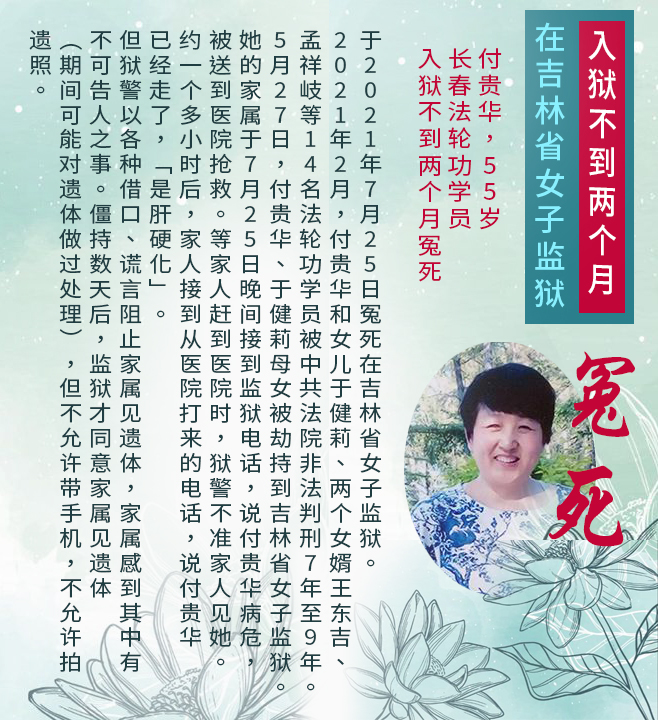 入狱不到两个月
在吉林省女子监狱
冤死
付贵华，55岁
长春法轮功学员
入狱不到两个月冤死
于2021年7月25日冤死在吉林省女子监狱。
2021年2月，付贵华和女儿于健莉、两个女婿王东吉、
孟祥岐等14名法轮功学员被中共法院非法判刑7年至9年。
5月27日，付贵华、于健莉母女被劫持到吉林省女子监狱。
她的家属于7月25日晚间接到监狱电话，说付贵华病危，
被送到医院抢救。等家人赶到医院时，狱警不准家人见她。
约一个多小时后，家人接到从医院打来的电话，说付贵华
已经走了，「是肝硬化」。
但狱警以各种借口、谎言阻止家属见遗体，家属感到其中有
不可告人之事。僵持数天后，监狱才同意家属见遗体
（期间可能对遗体做过处理），但不允许带手机，不允许拍
遗照。